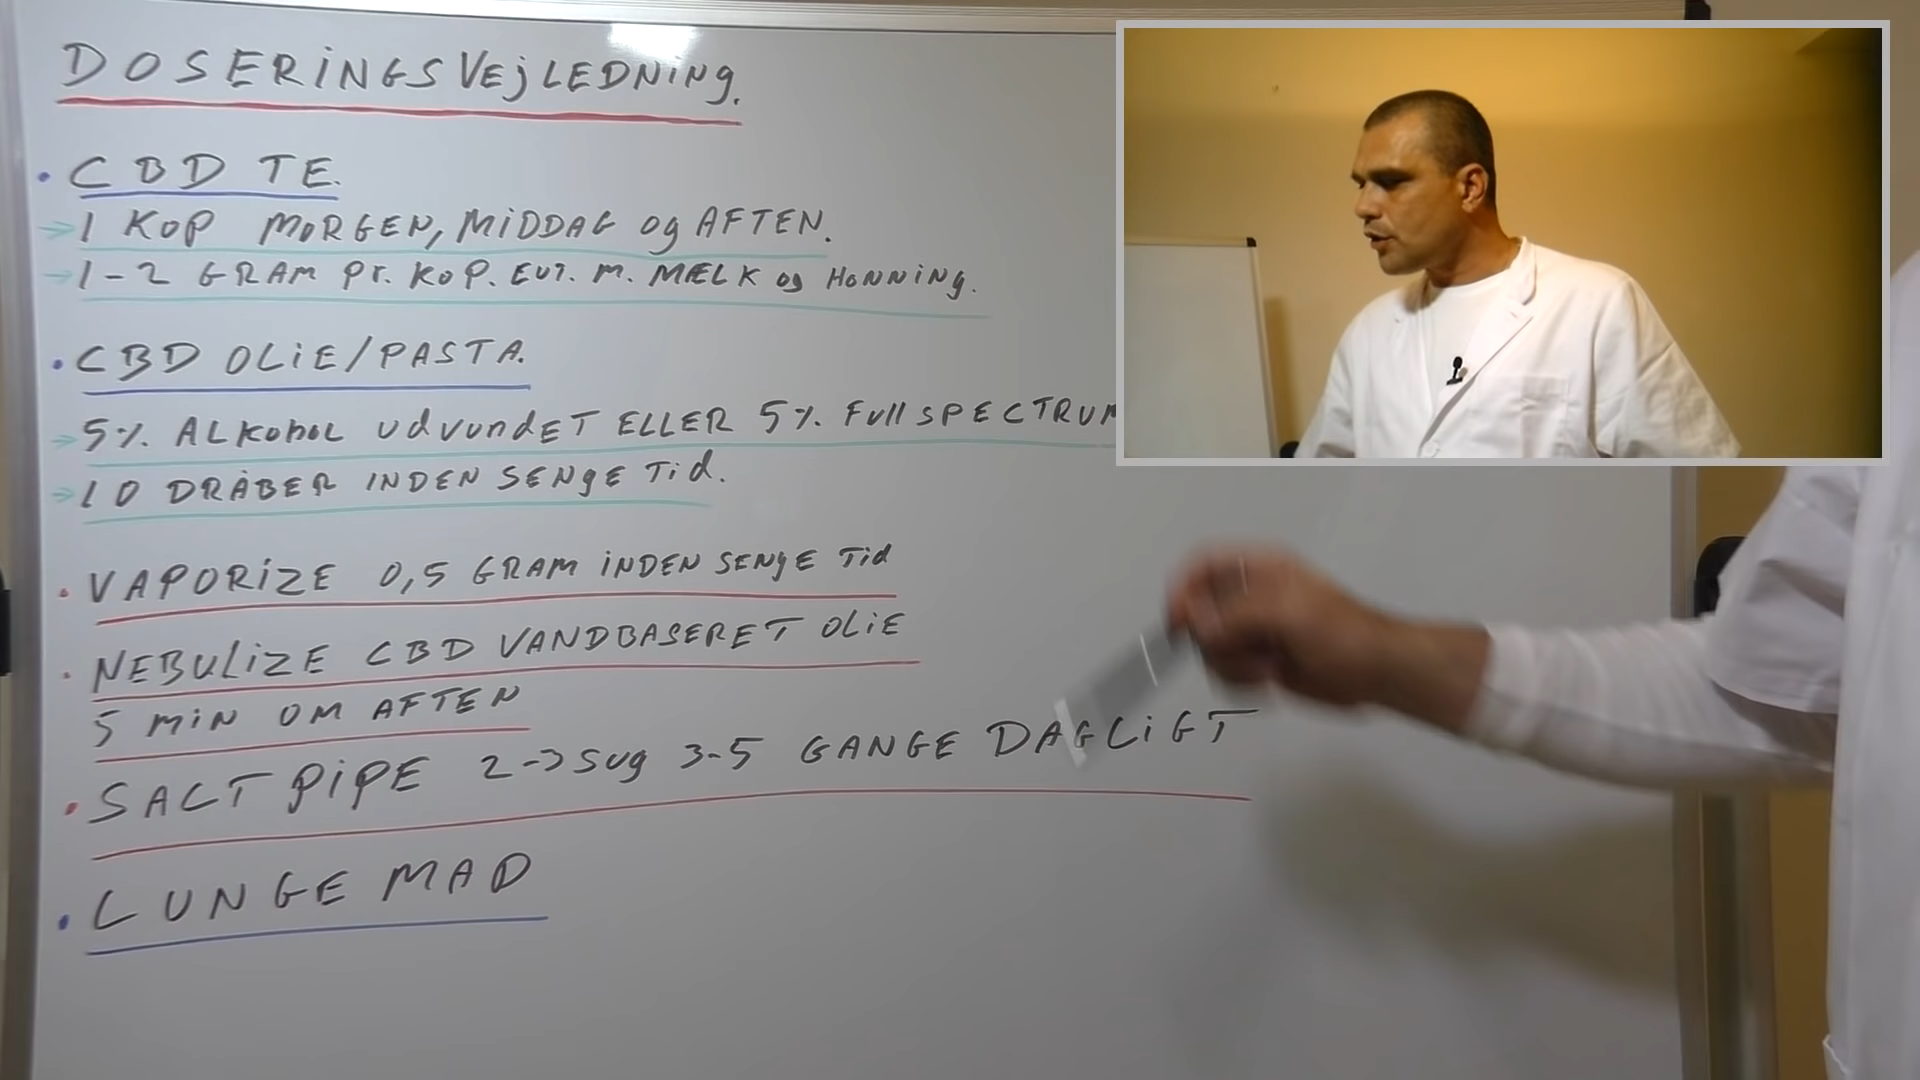 DOSERINGSVEJLEDNING.
CBD TE.
1 KOP MORGEN, MIDDAG og AFTEN.
1-2 GRAM pr. KOP. EVT. M. MÆLK og HONNING.
CBD OLIE/PASTA.
5% ALKOHOL UDVUNDET ELLER 5% FULLSPECTRUM
10 DRÅBER INDEN SENGE TID.
VAPORIZE 0,5 GRAM INDEN SENGE TID
NEBULIZE CBD VANDBASERET OLIE
5 MIN OM AFTEN
SALT PIPE 2->SUG 3-5 GANGE DAGLIGT
LUNGE MAD